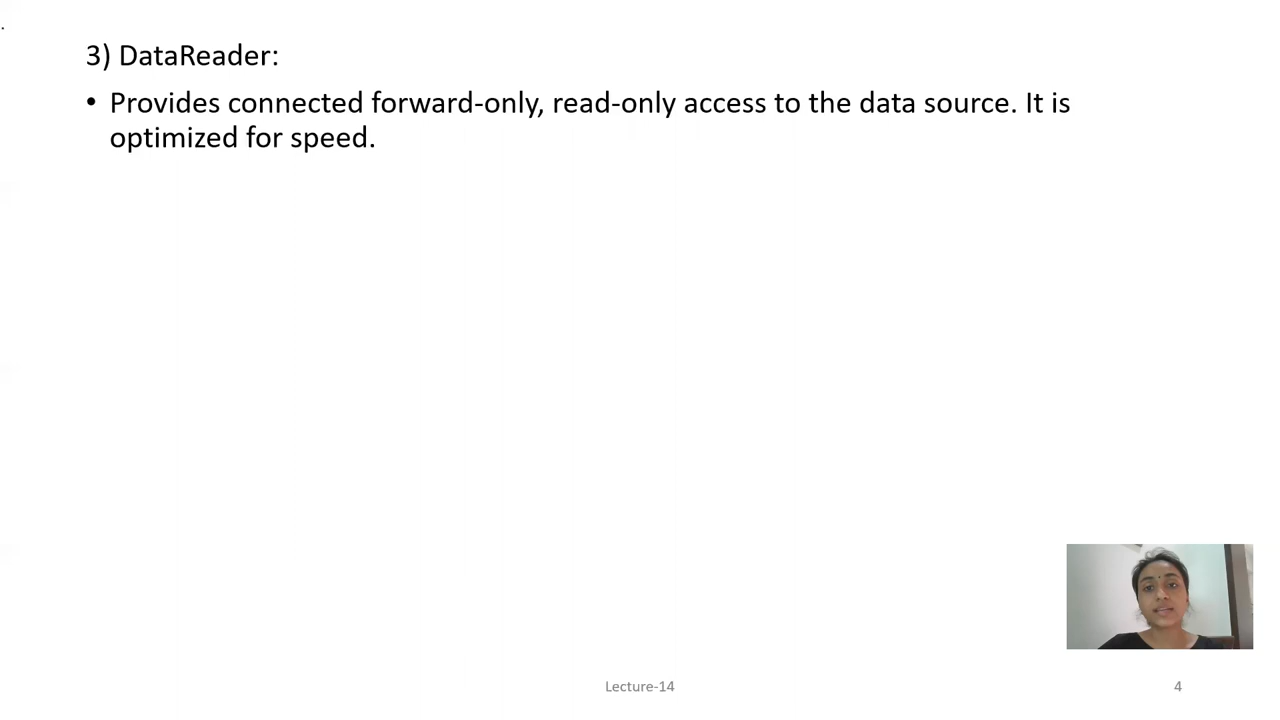 3) DataReader:
• Provides connected forward-only, read-only access to the data source. It is
optimized for speed.
Lecture-14
4